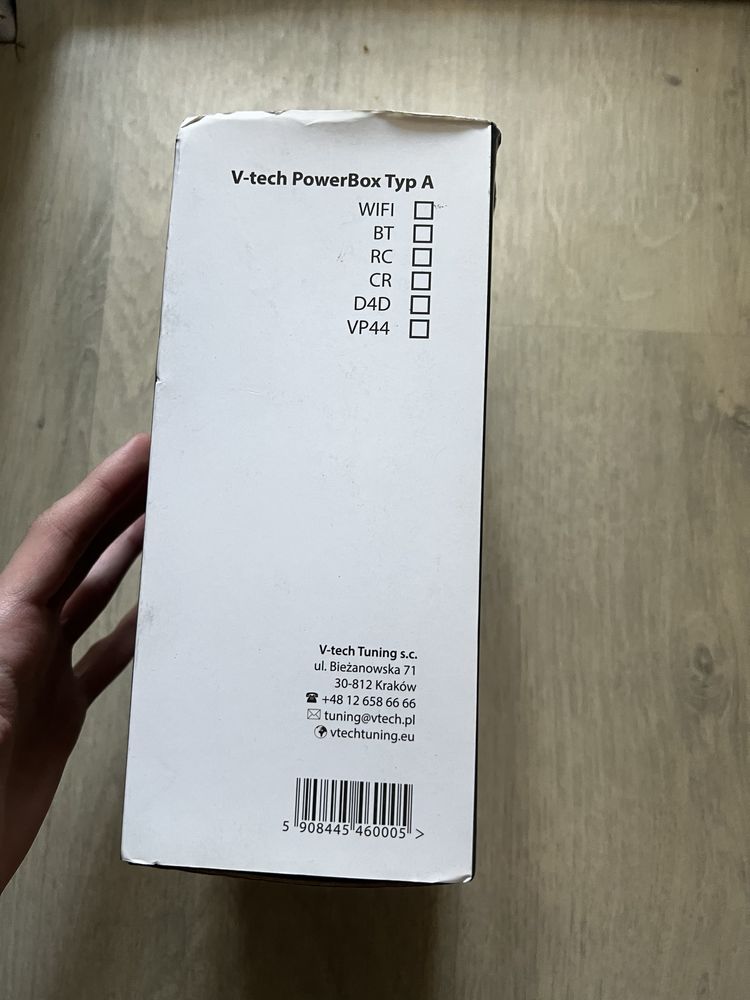 V-tech PowerBox Typ A
WIFI
BT
RC
CR
D4D
VP44
V-tech Tuning s.c.
ul. Bieżanowska 71
30-812 Kraków
+48 12 658 66 66
tuning@vtech.pl
vtechtuning.eu
5 908445 460005 >